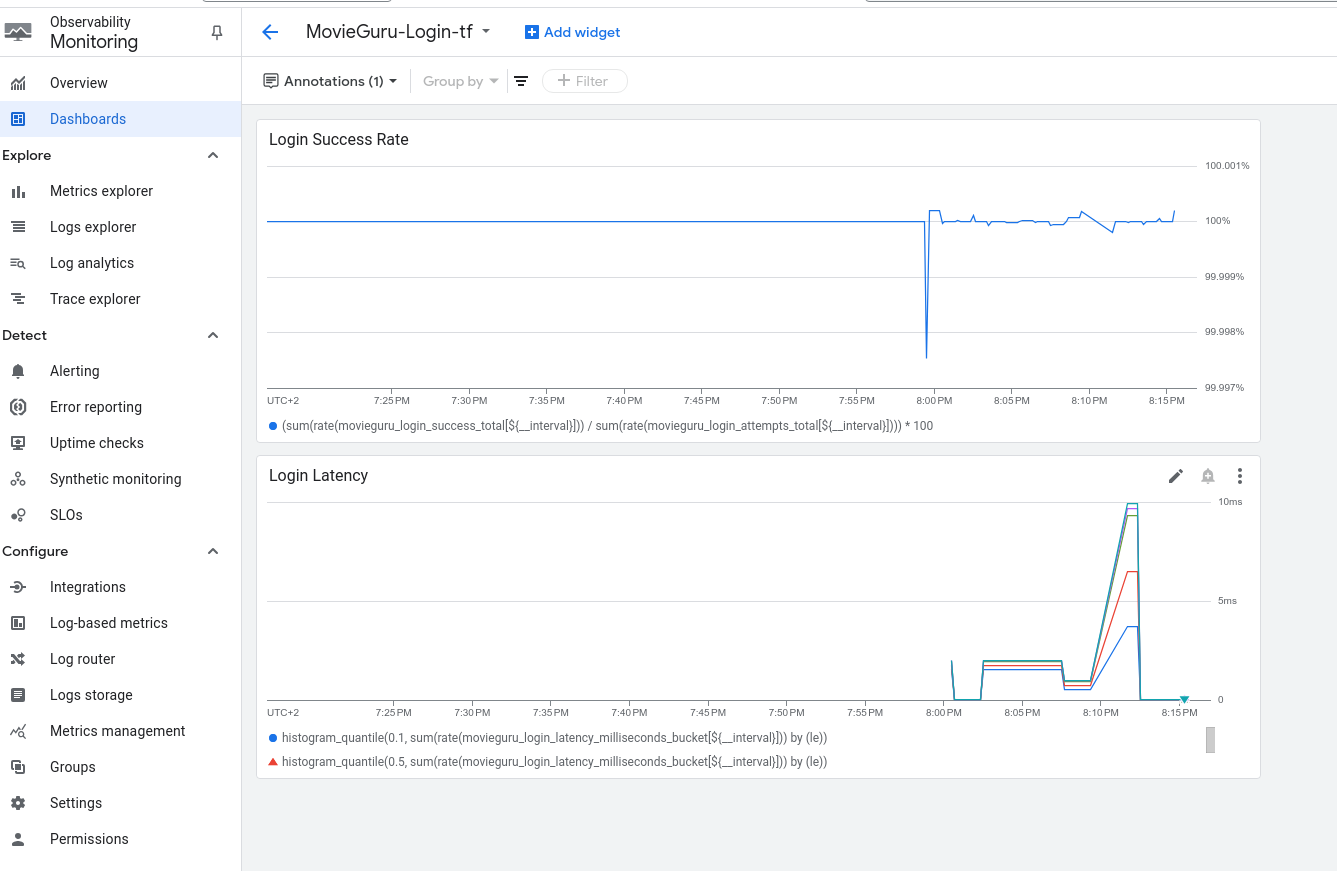 Observability
Monitoring
MovieGuru-Login-tf
Add widget
Overview
Dashboards
Explore
Metrics explorer
Logs explorer
Log analytics
Trace explorer
Detect
Alerting
Error reporting
Uptime checks
Synthetic monitoring
SLOs
Configure
Integrations
Log-based metrics
Log router
Logs storage
Metrics management
Groups
Settings
Permissions
Annotations (1)
Group by
Filter
Login Success Rate
100.001%
100%
99.999%
99.998%
99.997%
UTC+2 7:25 PM 7:30 PM 7:35 PM 7:40 PM 7:45 PM 7:50 PM 7:55 PM 8:00 PM 8:05 PM 8:10 PM 8:15 PM
(sum(rate(movieguru_login_success_total[${__interval}])) / sum(rate(movieguru_login_attempts_total[${__interval}]))) * 100
Login Latency
10ms
5ms
0
UTC+2 7:25 PM 7:30 PM 7:35 PM 7:40 PM 7:45 PM 7:50 PM 7:55 PM 8:00 PM 8:05 PM 8:10 PM 8:15 PM
histogram_quantile(0.1, sum(rate(movieguru_login_latency_milliseconds_bucket[${__interval}])) by (le))
histogram_quantile(0.5, sum(rate(movieguru_login_latency_milliseconds_bucket[${__interval}])) by (le))